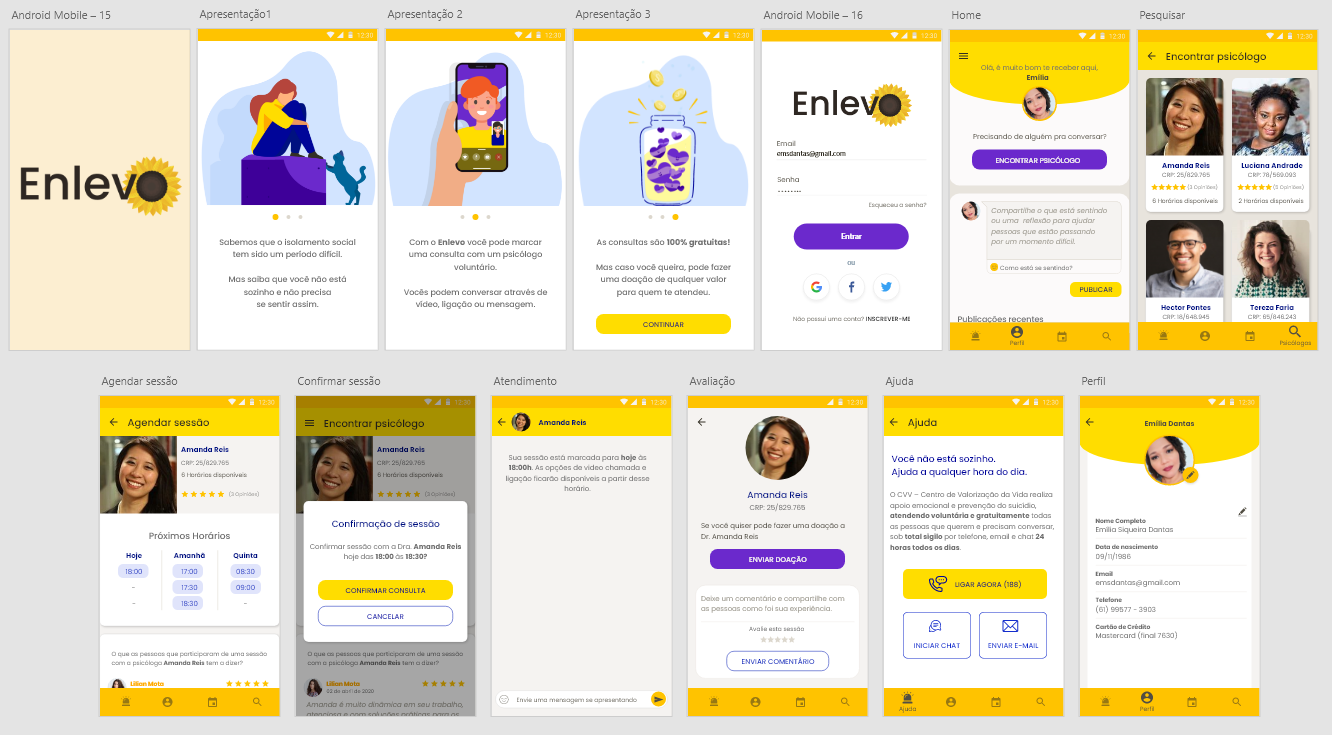 Android Mobile – 15
Enlevo
Apresentação1
12:30
Sabemos que o isolamento social
tem sido um período difícil.
Mas saiba que você não está
sozinho e não precisa
se sentir assim.
Apresentação 2
12:30
Com o Enlevo você pode marcar
uma consulta com um psicólogo
voluntário.
Vocês podem conversar através de
vídeo, ligação ou mensagem.
Apresentação 3
12:30
As consultas são 100% gratuitas!
Mas caso você queira, pode fazer
uma doação de qualquer valor
para quem te atendeu.
CONTINUAR
Android Mobile – 16
12:30
Enlevo
Email
emsdantas@gmail.com
Senha
Esqueceu a senha?
Entrar
ou
Não possui uma conta? INSCREVER-ME
Home
12:30
Olá, é muito bom te receber aqui,
Emília
Precisando de alguém pra conversar?
ENCONTRAR PSICÓLOGO
Compartilhe o que está sentindo
ou uma reflexão para ajudar
pessoas que estão passando
por um momento difícil.
Como está se sentindo?
PUBLICAR
Publicações recentes
Perfil
Pesquisar
12:30
Encontrar psicólogo
Amanda Reis
CRP: 25/829.765
(3 Opiniões)
6 Horários disponíveis
Luciana Andrade
CRP: 76/569.093
(3 Opiniões)
2 Horários disponíveis
Hector Pontes
CRP: 16/648.945
Tereza Faria
CRP: 65/646.243
Psicólogos
Agendar sessão
12:30
Agendar sessão
Amanda Reis
CRP: 25/829.765
6 Horários disponíveis
(3 Opiniões)
Próximos Horários
Hoje Amanhã Quinta
18:00 17:00 08:30
- 17:30 09:00
- 18:30 -
O que as pessoas que participaram de uma sessão
com a psicóloga Amanda Reis tem a dizer?
Lilian Mota
Confirmar sessão
12:30
Encontrar psicólogo
Amanda Reis
Confirmação de sessão
Confirmar sessão com a Dra. Amanda Reis
hoje das 18:00 às 18:30?
CONFIRMAR CONSULTA
CANCELAR
O que as pessoas que participaram de uma sessão
com a psicóloga Amanda Reis tem a dizer?
Lilian Mota
02 de abril de 2020
Amanda é muito dinâmica em seu trabalho,
atenciosa e com soluções práticas para os
Atendimento
12:30
Amanda Reis
Sua sessão está marcada para hoje às
18:00h. As opções de vídeo chamada e
ligação ficarão disponíveis a partir desse
horário.
Envie uma mensagem se apresentando
Avaliação
12:30
Amanda Reis
CRP: 25/829.765
Se você quiser pode fazer uma doação a
Dr. Amanda Reis
ENVIAR DOAÇÃO
Deixe um comentário e compartilhe com
as pessoas como foi sua experiência.
Avalie esta sessão
ENVIAR COMENTÁRIO
Ajuda
12:30
Ajuda
Você não está sozinho.
Ajuda a qualquer hora do dia.
O CVV – Centro de Valorização da Vida realiza
apoio emocional e prevenção do suicídio,
atendendo voluntária e gratuitamente todas
as pessoas que querem e precisam conversar,
sob total sigilo por telefone, email e chat 24
horas todos os dias.
LIGAR AGORA (188)
INICIAR CHAT
ENVIAR E-MAIL
Ajuda
Perfil
12:30
Emília Dantas
Nome Completo
Emília Siqueira Dantas
Data de nascimento
09/11/1986
Email
emsdantas@gmail.com
Telefone
(61) 99577 - 3903
Cartão de Crédito
Mastercard (final 7630)
Perfil